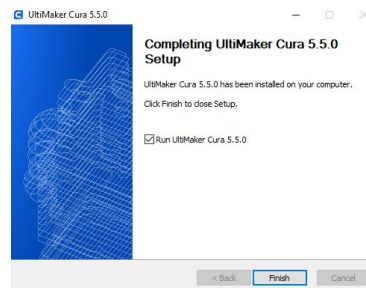 UltiMaker Cura 5.5.0
Completing UltiMaker Cura 5.5.0
Setup
UltiMaker Cura 5.5.0 has been installed on your computer.
Click Finish to close Setup.
Run UltiMaker Cura 5.5.0
< Back Finish Cancel